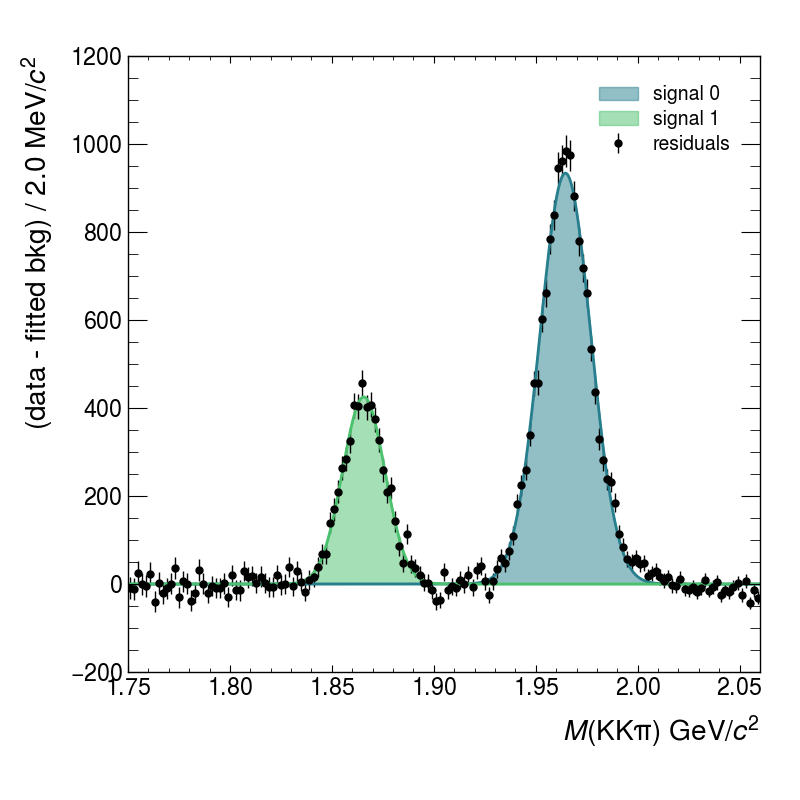 (data - fitted bkg) / 2.0 MeV/c²
1200
1000
800
600
400
200
0
−200
signal 0
signal 1
residuals
1.75 1.80 1.85 1.90 1.95 2.00 2.05
M(KKπ) GeV/c²